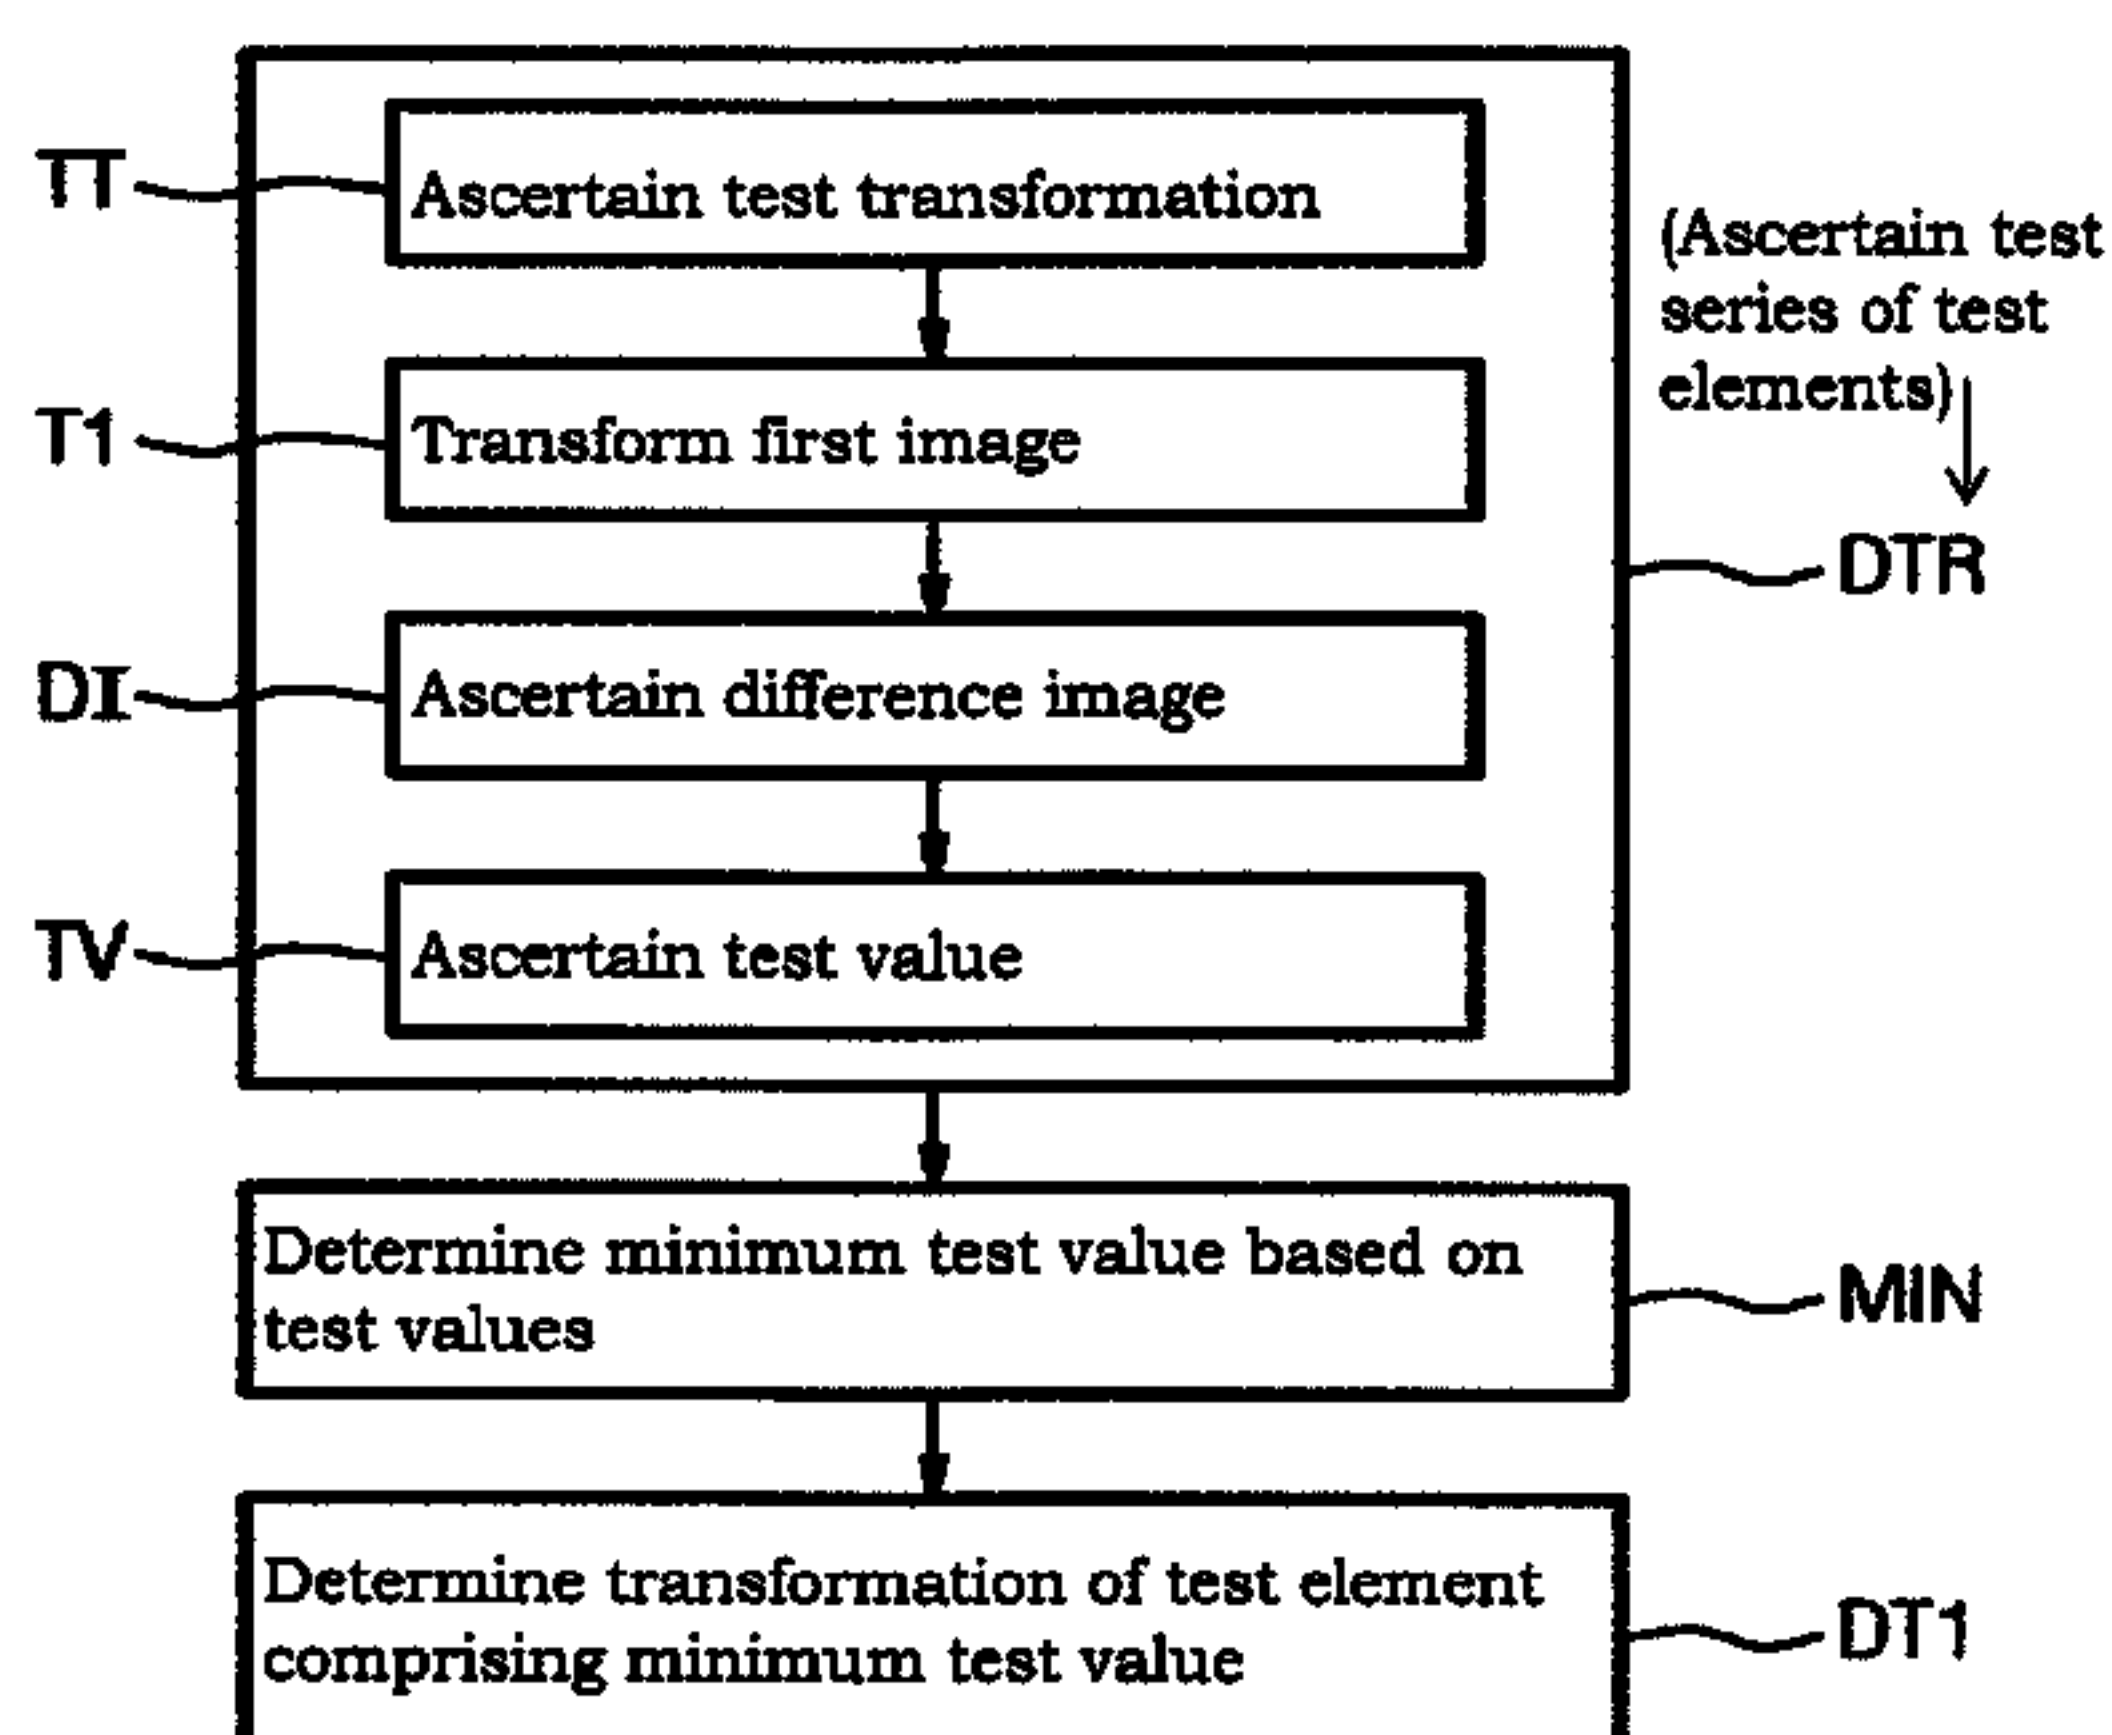 TT
Ascertain test transformation
(Ascertain test
series of test
elements)
T1
Transform first image
DTR
DI
Ascertain difference image
TV
Ascertain test value
Determine minimum test value based on
test values
MIN
Determine transformation of test element
comprising minimum test value
DT1